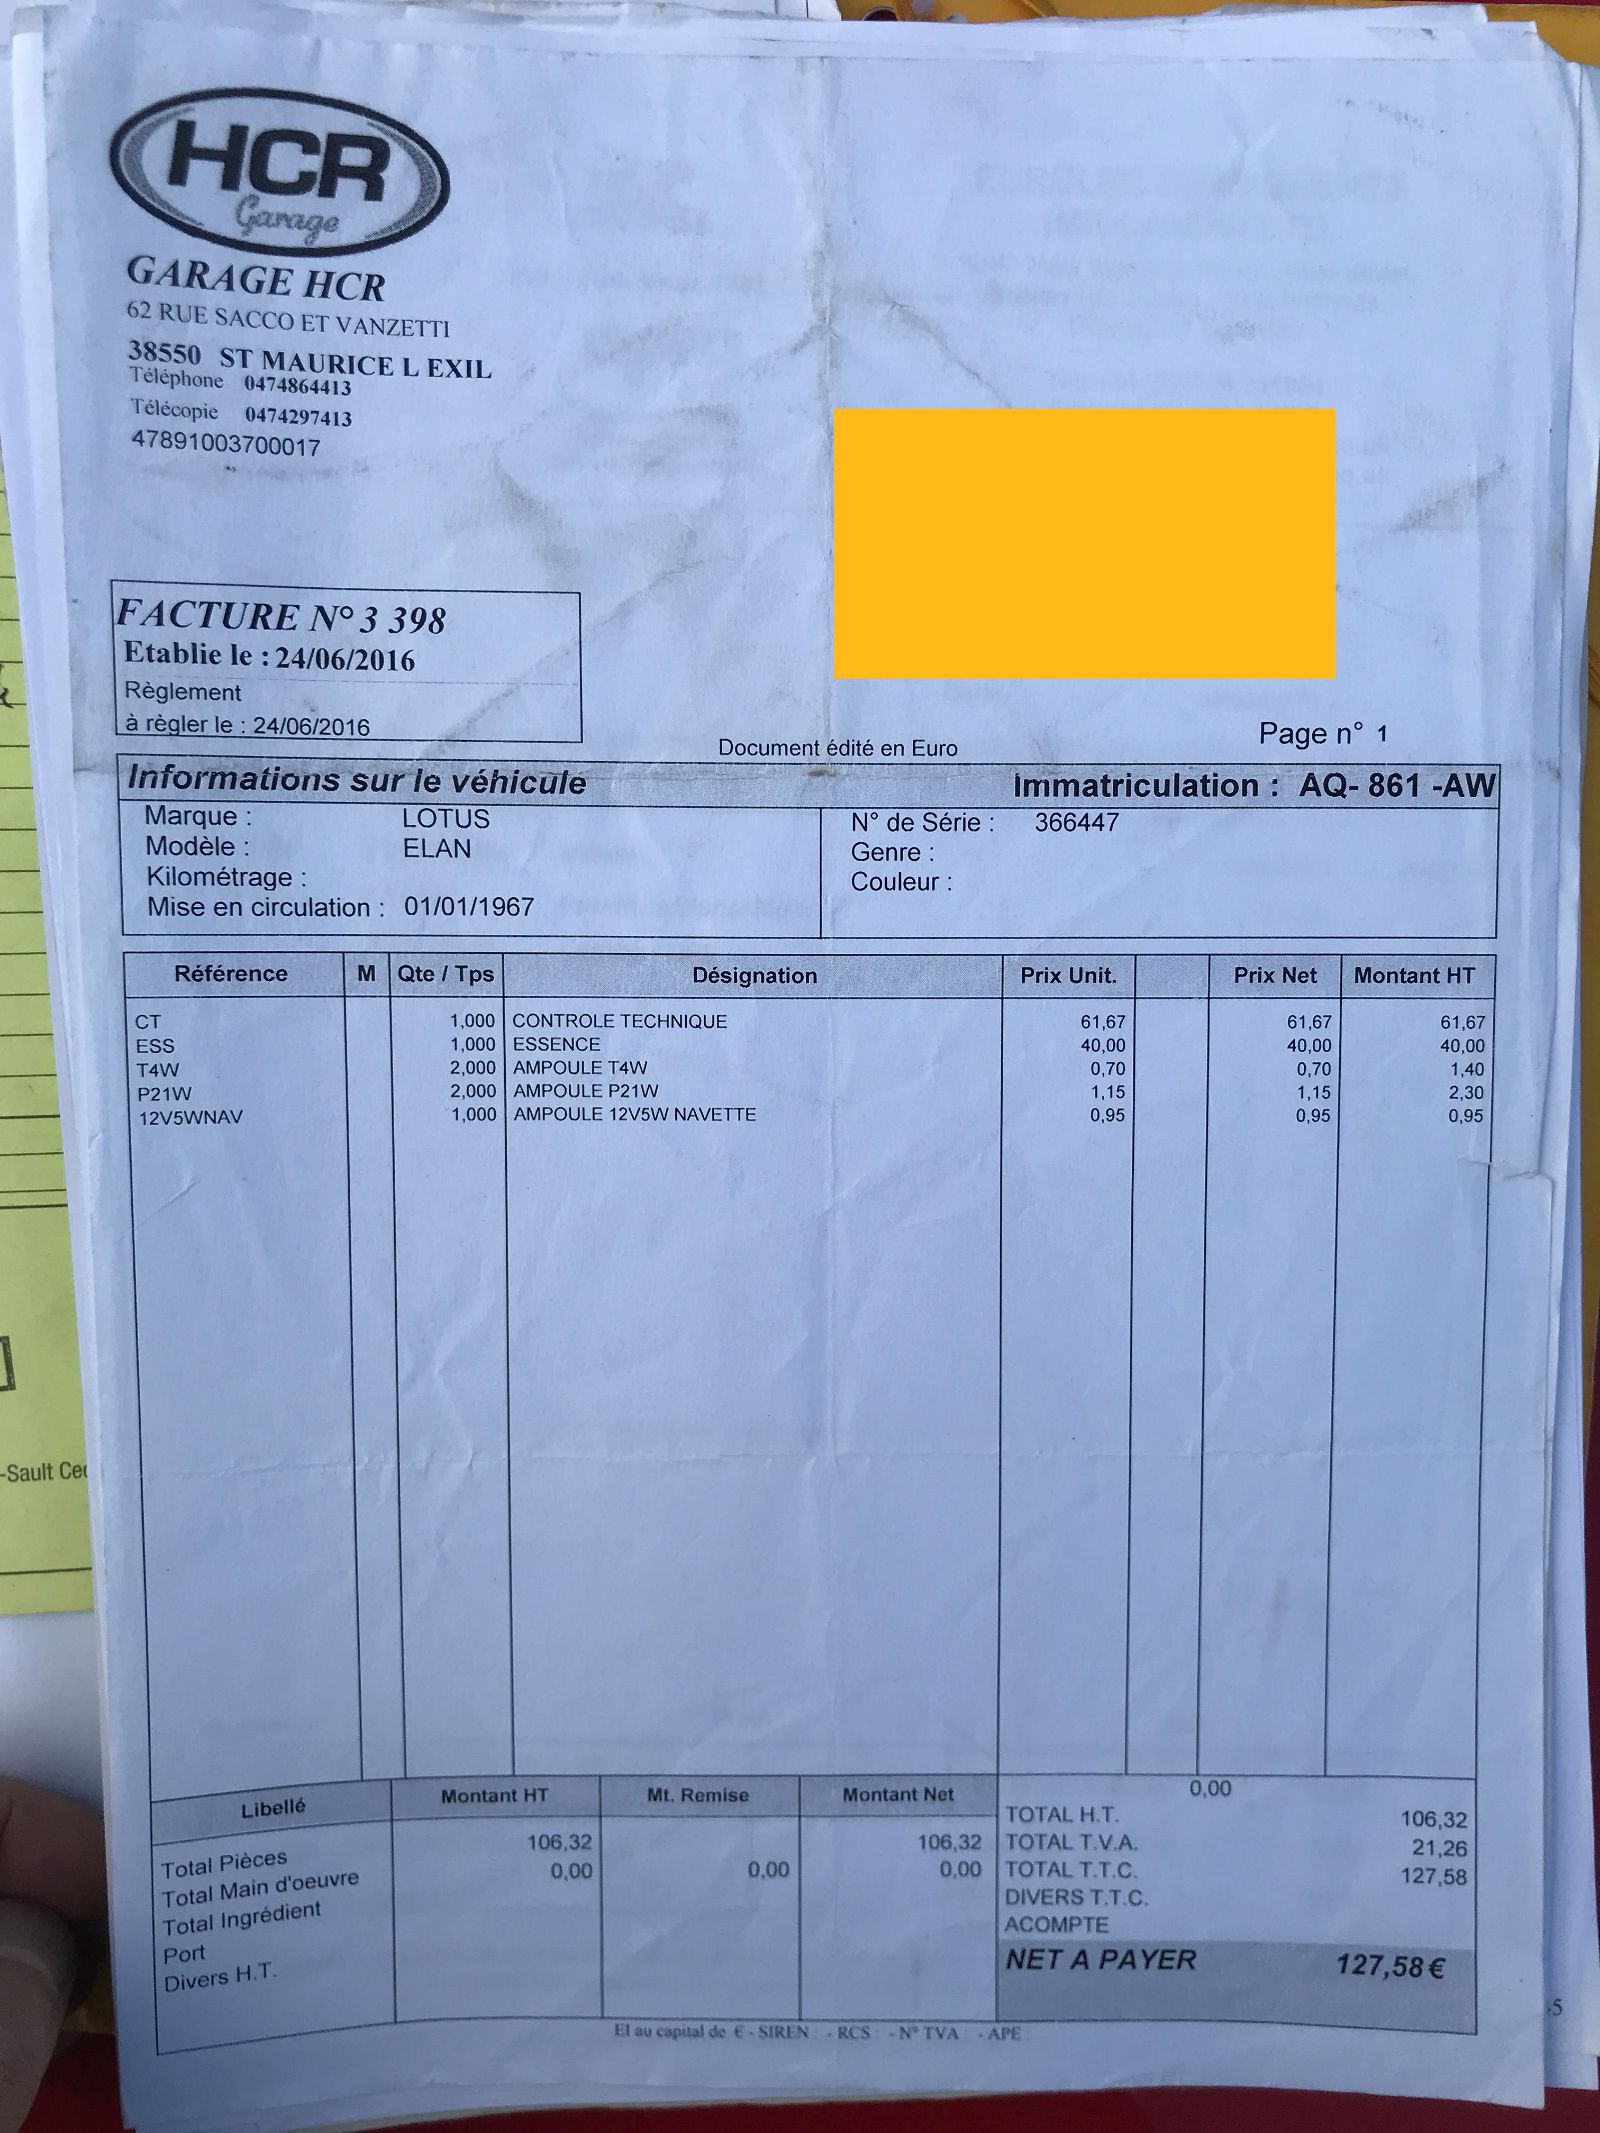 HCR
Garage
GARAGE HCR
62 RUE SACCO ET VANZETTI
38550 ST MAURICE L EXIL
Téléphone 0474864413
Télécopie 0474297413
47891003700017
FACTURE N° 3 398
Etablie le : 24/06/2016
Règlement
à règler le : 24/06/2016
Document édité en Euro
Page n° 1
Informations sur le véhicule Immatriculation : AQ- 861 -AW
Marque : LOTUS N° de Série : 366447
Modèle : ELAN Genre :
Kilométrage : Couleur :
Mise en circulation : 01/01/1967
Référence M Qte / Tps Désignation Prix Unit. Prix Net Montant HT
CT 1,000 CONTROLE TECHNIQUE 61,67 61,67 61,67
ESS 1,000 ESSENCE 40,00 40,00 40,00
T4W 2,000 AMPOULE T4W 0,70 0,70 1,40
P21W 2,000 AMPOULE P21W 1,15 1,15 2,30
12V5WNAV 1,000 AMPOULE 12V5W NAVETTE 0,95 0,95 0,95
-Sault
Libellé Montant HT Mt. Remise Montant Net 0,00
Total Pièces 106,32 106,32
Total Main d'oeuvre 0,00 0,00 0,00
Total Ingrédient
Port
Divers H.T.
TOTAL H.T. 106,32
TOTAL T.V.A. 21,26
TOTAL T.T.C. 127,58
DIVERS T.T.C.
ACOMPTE
NET A PAYER 127,58 €
EI au capital de € - SIREN : - RCS : - N° TVA : - APE :
-5